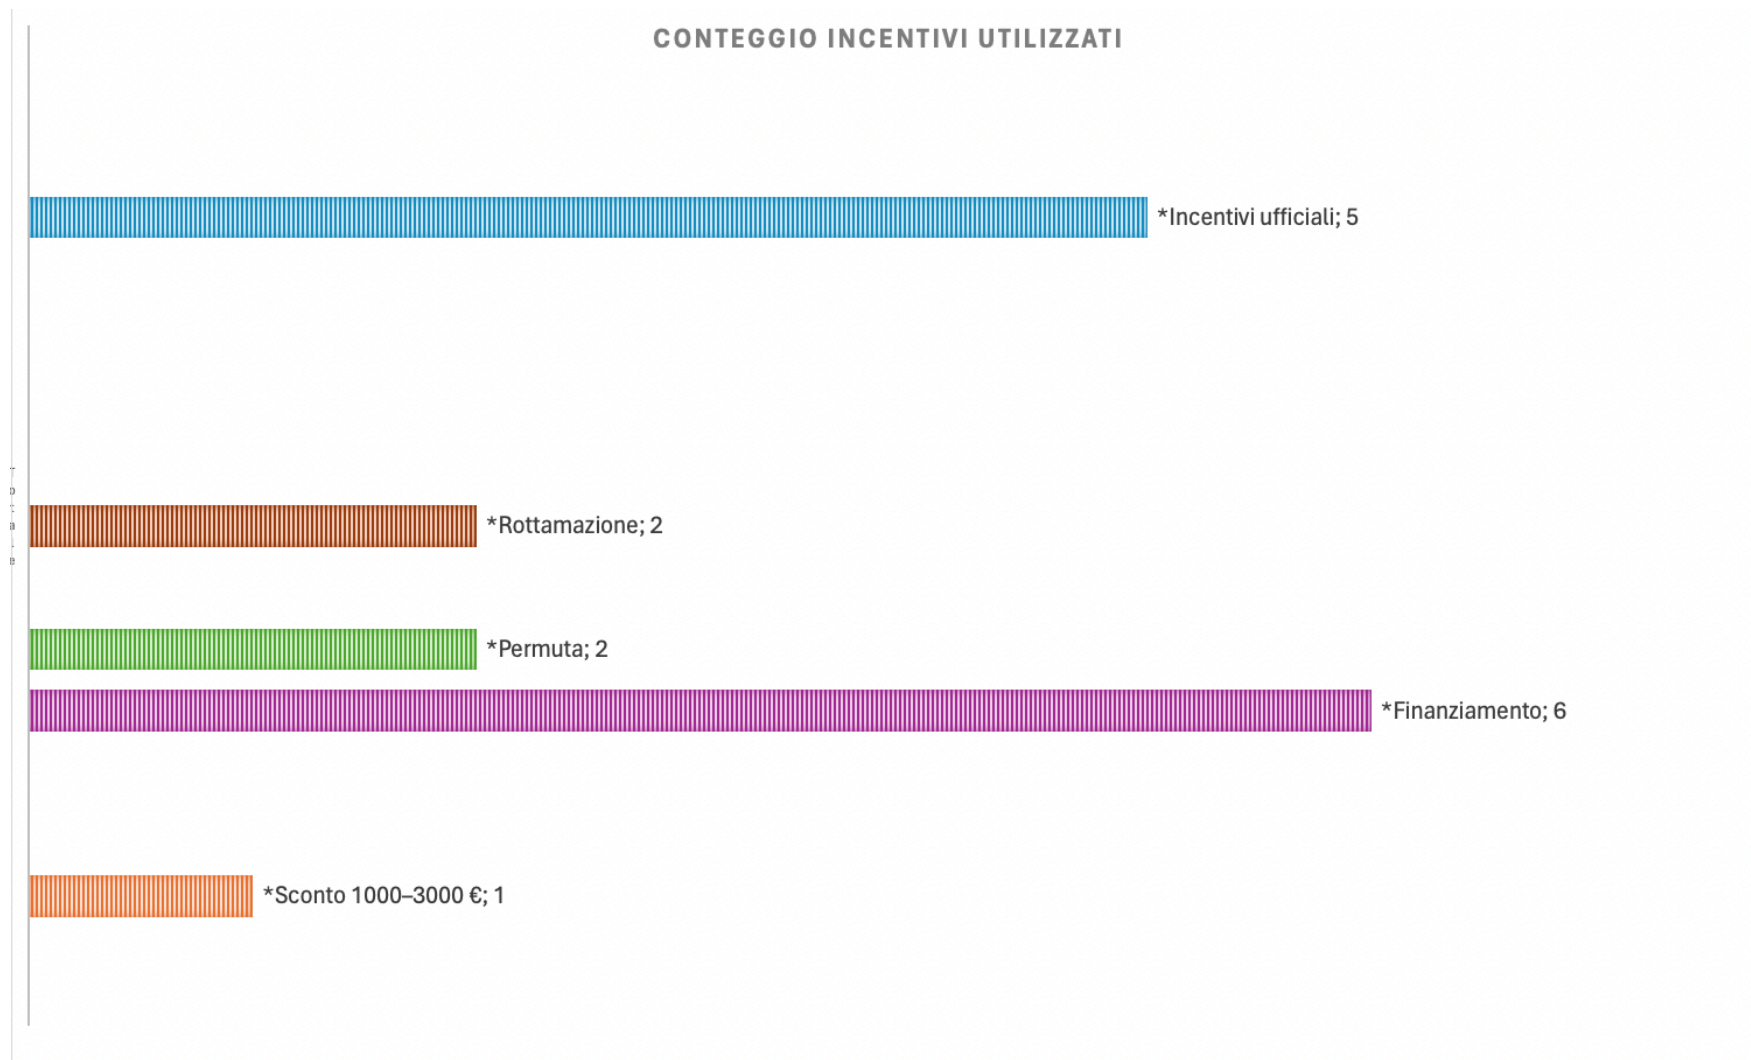 CONTEGGIO INCENTIVI UTILIZZATI
*Incentivi ufficiali; 5
*Rottamazione; 2
*Permuta; 2
*Finanziamento; 6
*Sconto 1000–3000 €; 1